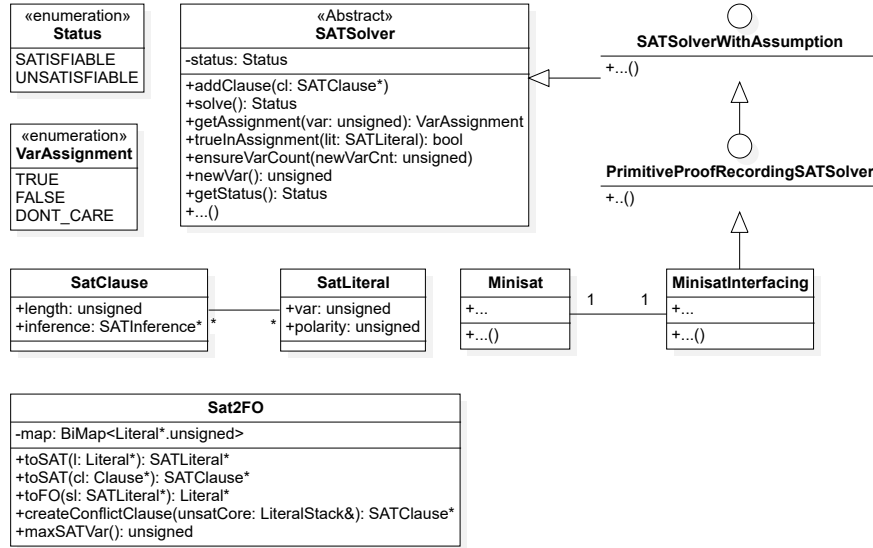 «enumeration»
Status
SATISFIABLE
UNSATISFIABLE
«enumeration»
VarAssignment
TRUE
FALSE
DONT_CARE
«Abstract»
SATSolver
-status: Status
+addClause(cl: SATClause*)
+solve(): Status
+getAssignment(var: unsigned): VarAssignment
+trueInAssignment(lit: SATLiteral): bool
+ensureVarCount(newVarCnt: unsigned)
+newVar(): unsigned
+getStatus(): Status
+...()
SATSolverWithAssumption
+...()
PrimitiveProofRecordingSATSolver
+..()
SatClause
+length: unsigned
+inference: SATInference*
*
*
SatLiteral
+var: unsigned
+polarity: unsigned
Minisat
+...
+...()
1
1
MinisatInterfacing
+...
+...()
Sat2FO
-map: BiMap<Literal*.unsigned>
+toSAT(l: Literal*): SATLiteral*
+toSAT(cl: Clause*): SATClause*
+toFO(sl: SATLiteral*): Literal*
+createConflictClause(unsatCore: LiteralStack&): SATClause*
+maxSATVar(): unsigned